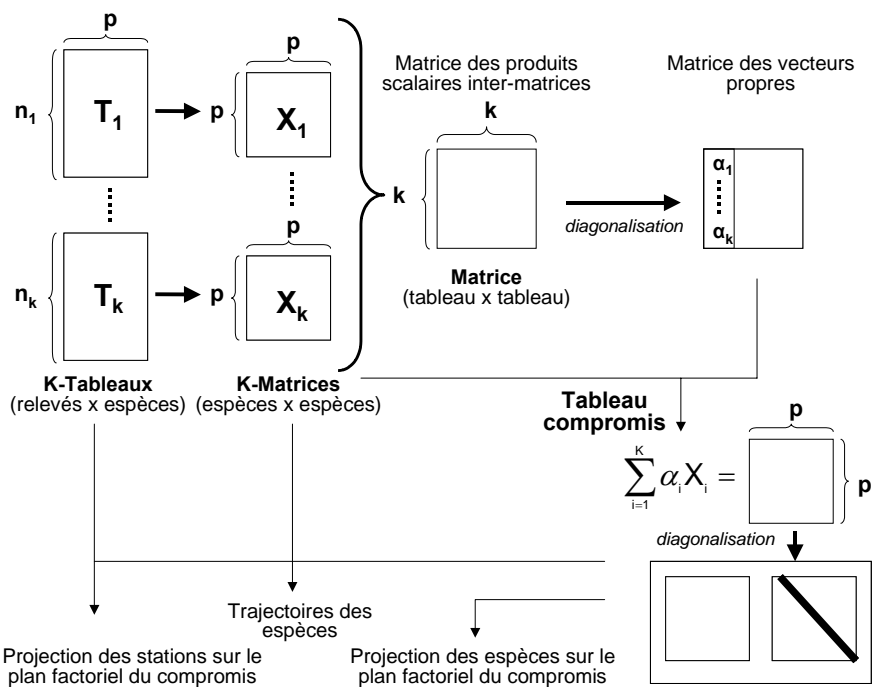 p
n1
T1
p
p
X1
nk
Tk
p
p
Xk
K-Tableaux
(relevés x espèces)
K-Matrices
(espèces x espèces)
Matrice des produits
scalaires inter-matrices
k
k
Matrice
(tableau x tableau)
diagonalisation
Matrice des vecteurs
propres
α1
αk
Tableau
compromis
p
K
∑ αi Xi =
i=1
p
diagonalisation
Trajectoires des
espèces
Projection des stations sur le
plan factoriel du compromis
Projection des espèces sur le
plan factoriel du compromis